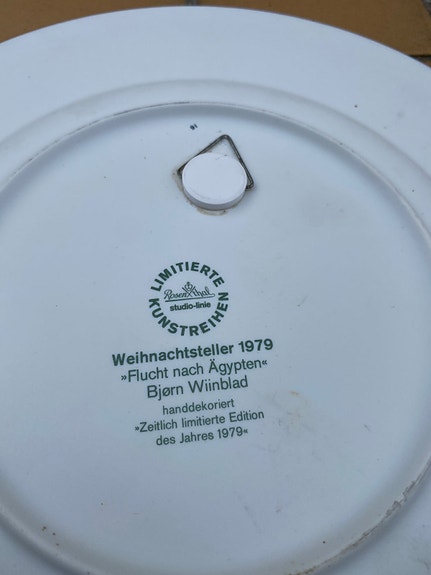 LIMITIERTE
Rosenthal
studio-linie
KUNSTREIHEN
Weihnachtsteller 1979
»Flucht nach Ägypten«
Bjørn Wiinblad
handdekoriert
»Zeitlich limitierte Edition
des Jahres 1979«